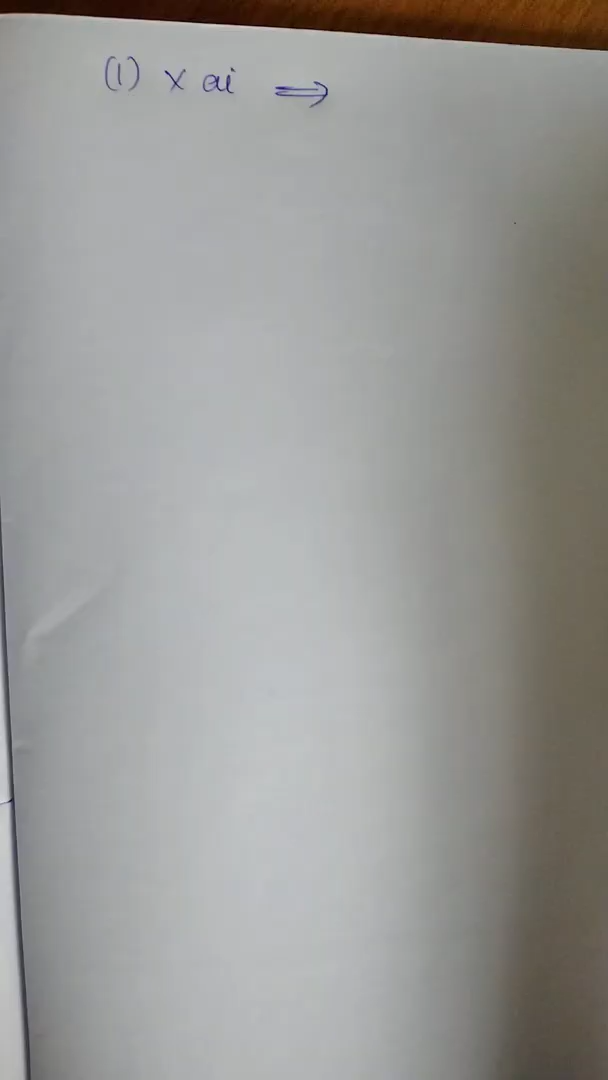 (1) × ai ⟹